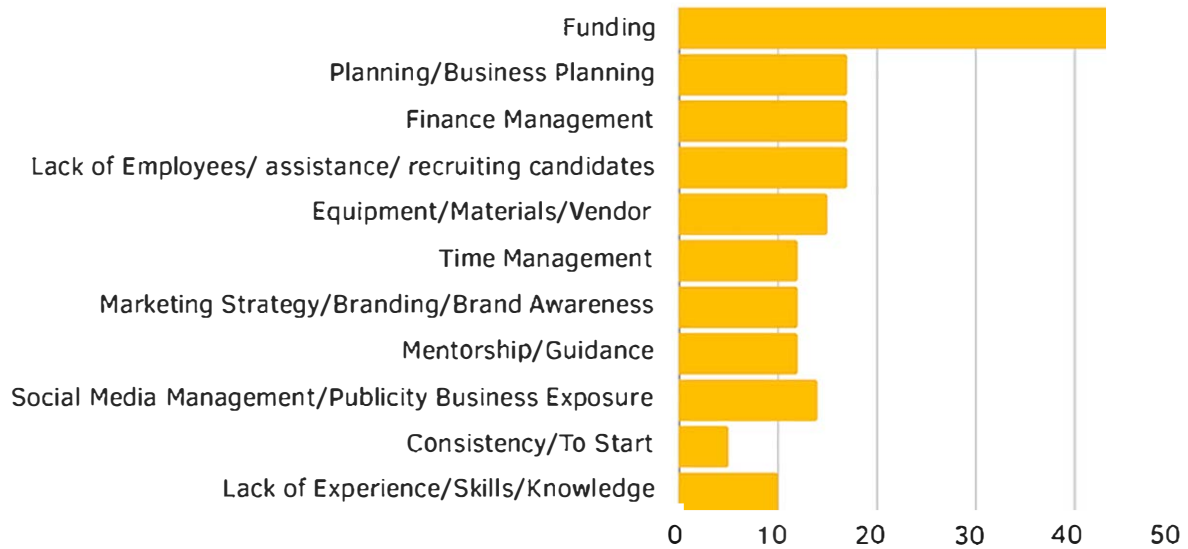 Funding
Planning/Business Planning
Finance Management
Lack of Employees/ assistance/ recruiting candidates
Equipment/Materials/Vendor
Time Management
Marketing Strategy/Branding/Brand Awareness
Mentorship/Guidance
Social Media Management/Publicity Business Exposure
Consistency/To Start
Lack of Experience/Skills/Knowledge
0 10 20 30 40 50